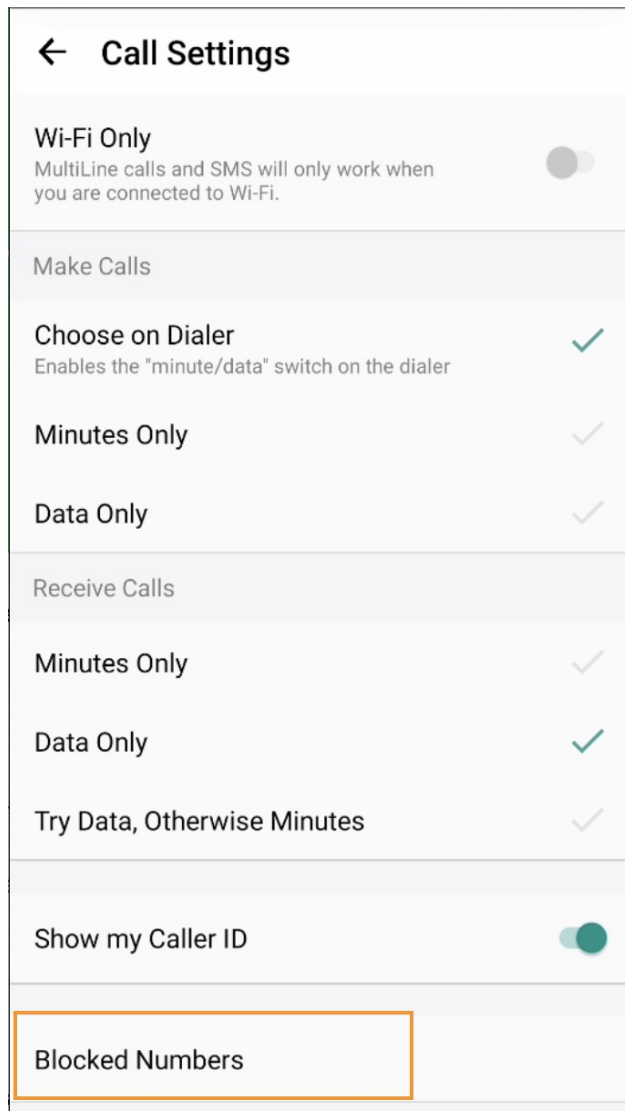 Call Settings
Wi-Fi Only
MultiLine calls and SMS will only work when
you are connected to Wi-Fi.
Make Calls
Choose on Dialer
Enables the "minute/data" switch on the dialer
Minutes Only
Data Only
Receive Calls
Minutes Only
Data Only
Try Data, Otherwise Minutes
Show my Caller ID
Blocked Numbers